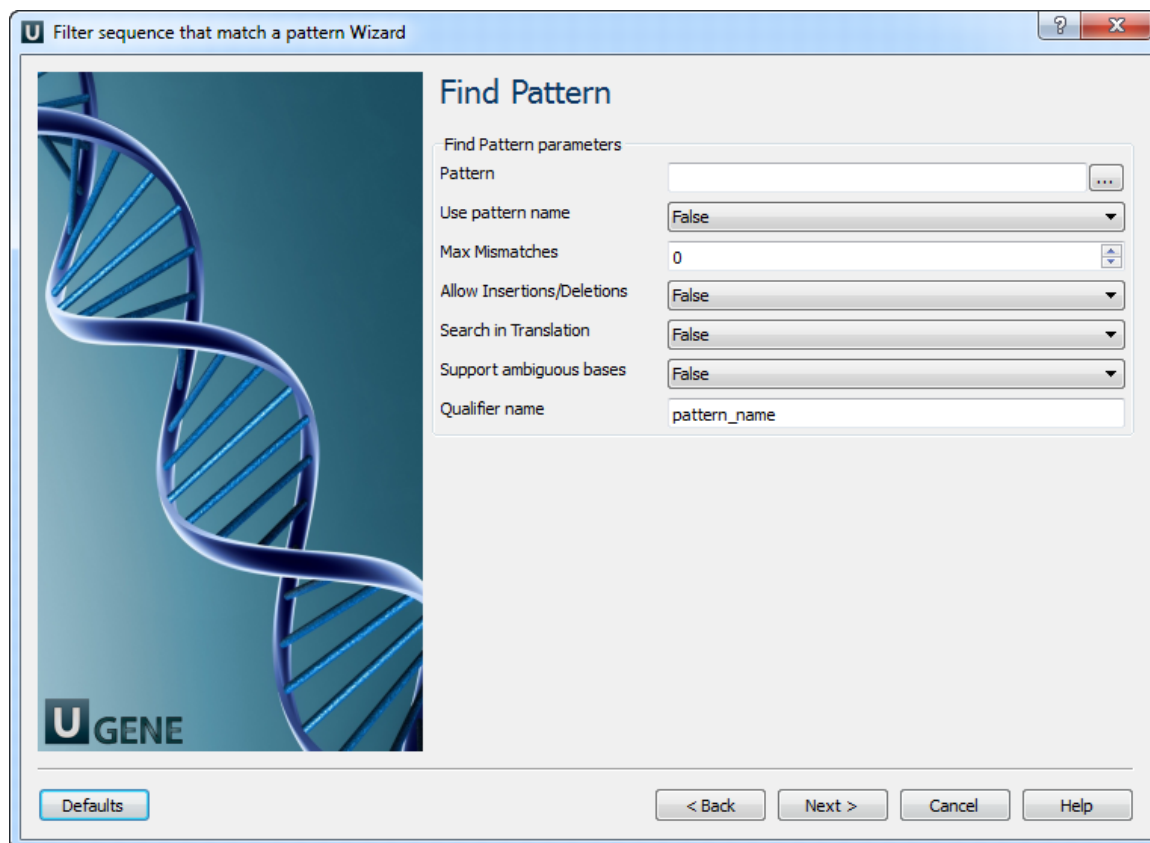 U Filter sequence that match a pattern Wizard
?
X
Find Pattern
Find Pattern parameters
Pattern
...
Use pattern name False
Max Mismatches 0
Allow Insertions/Deletions False
Search in Translation False
Support ambiguous bases False
Qualifier name pattern_name
U GENE
Defaults < Back Next > Cancel Help